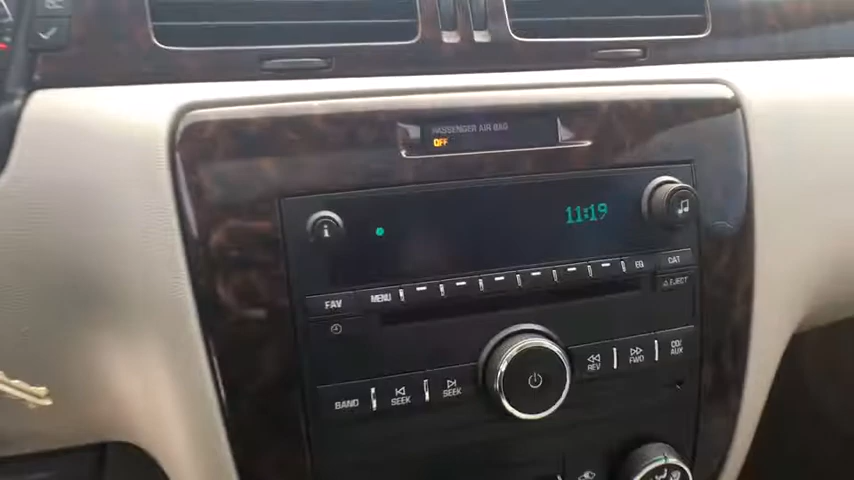 PASSENGER AIR BAG
OFF
11:19
i
FAV
MENU
EQ
CAT
EJECT
REV
FWD
CD/
AUX
BAND
SEEK
SEEK